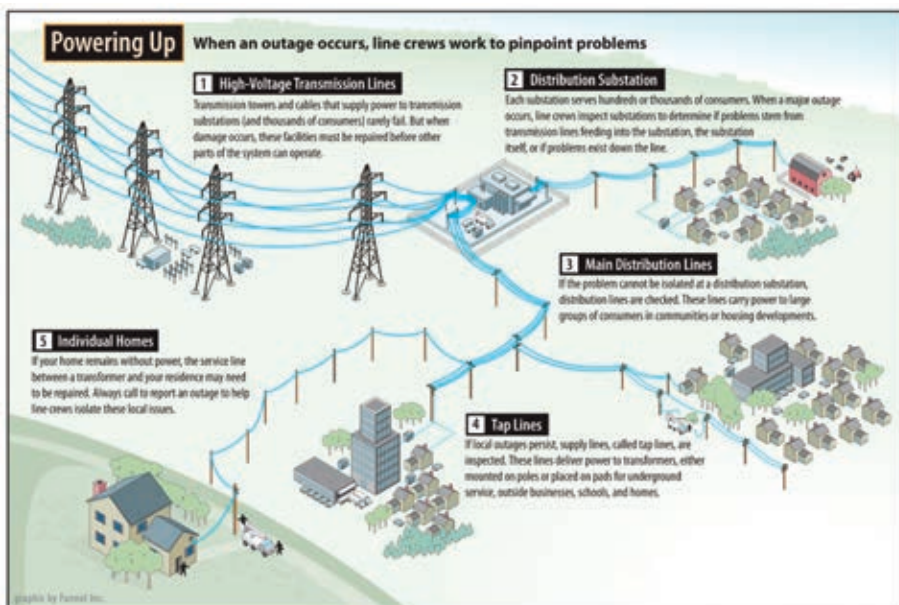 Powering Up
When an outage occurs, line crews work to pinpoint problems
1 High-Voltage Transmission Lines
Transmission towers and cables that supply power to transmission
substations (and thousands of consumers) rarely fail. But when
damage occurs, these facilities must be repaired before other
parts of the system can operate.
2 Distribution Substation
Each substation serves hundreds or thousands of consumers. When a major outage
occurs, line crews inspect substations to determine if problems stem from
transmission lines feeding into the substation, the substation
itself, or if problems exist down the line.
3 Main Distribution Lines
If the problem cannot be isolated at a distribution substation,
distribution lines are checked. These lines carry power to large
groups of consumers in communities or housing developments.
4 Tap Lines
If local outages persist, supply lines, called tap lines, are
inspected. These lines deliver power to transformers, either
mounted on poles or placed on pads for underground
service, outside businesses, schools, and homes.
5 Individual Homes
If your home remains without power, the service line
between a transformer and your residence may need
to be repaired. Always call to report an outage to help
line crews isolate these local issues.
graphic by Funnel Inc.